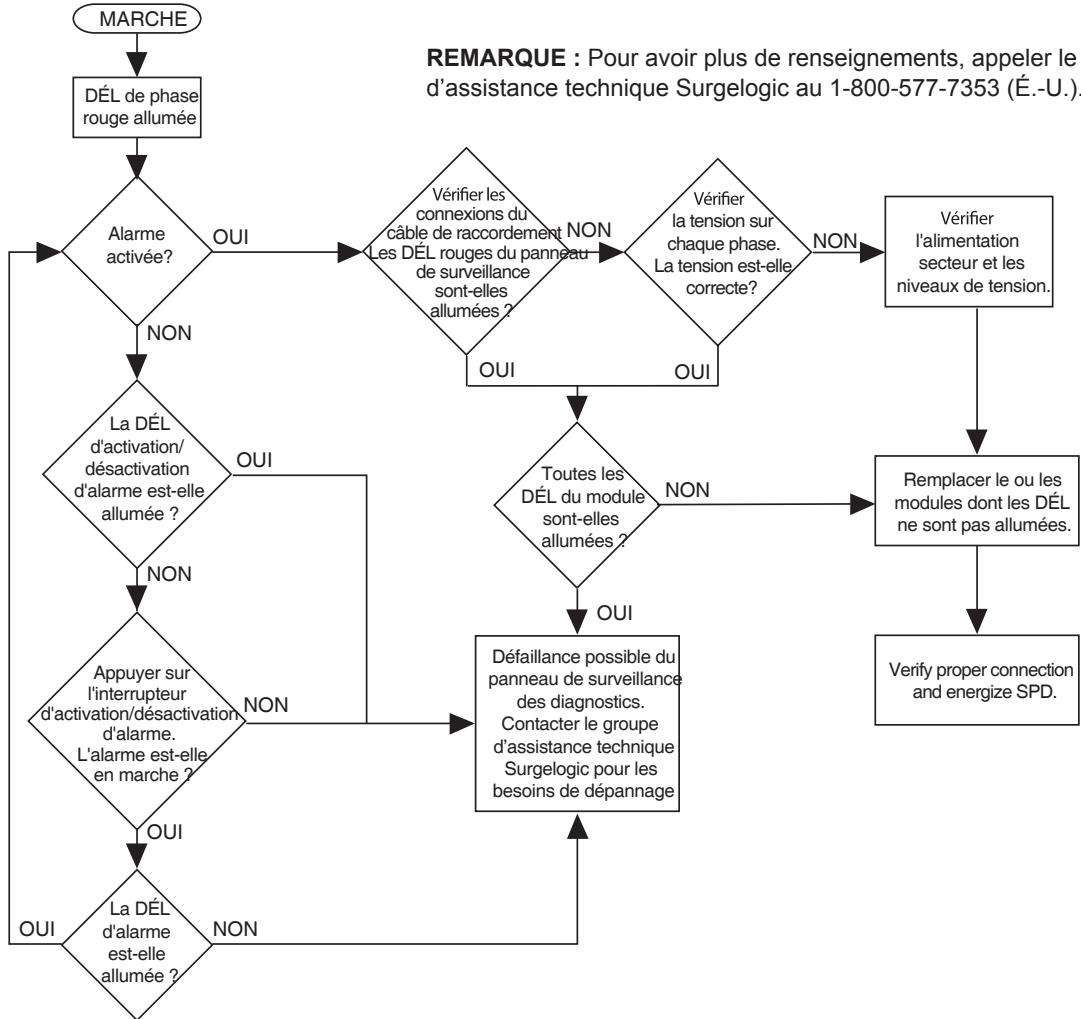 MARCHE
REMARQUE : Pour avoir plus de renseignements, appeler le
d'assistance technique Surgelogic au 1-800-577-7353 (É.-U.).
DÉL de phase
rouge allumée
Alarme
activée?
OUI
NON
Vérifier les
connexions du
câble de raccordement
Les DÉL rouges du panneau
de surveillance
sont-elles
allumées ?
NON
OUI
Vérifier
la tension sur
chaque phase.
La tension est-elle
correcte?
NON
OUI
Vérifier
l'alimentation
secteur et les
niveaux de tension.
La DÉL
d'activation/
désactivation
d'alarme est-elle
allumée ?
OUI
NON
Toutes les
DÉL du module
sont-elles
allumées ?
NON
OUI
Remplacer le ou les
modules dont les DÉL
ne sont pas allumées.
Appuyer sur
l'interrupteur
d'activation/désactivation
d'alarme.
L'alarme est-elle
en marche ?
NON
OUI
Défaillance possible du
panneau de surveillance
des diagnostics.
Contacter le groupe
d'assistance technique
Surgelogic pour les
besoins de dépannage
Verify proper connection
and energize SPD.
La DÉL
d'alarme
est-elle
allumée ?
OUI
NON